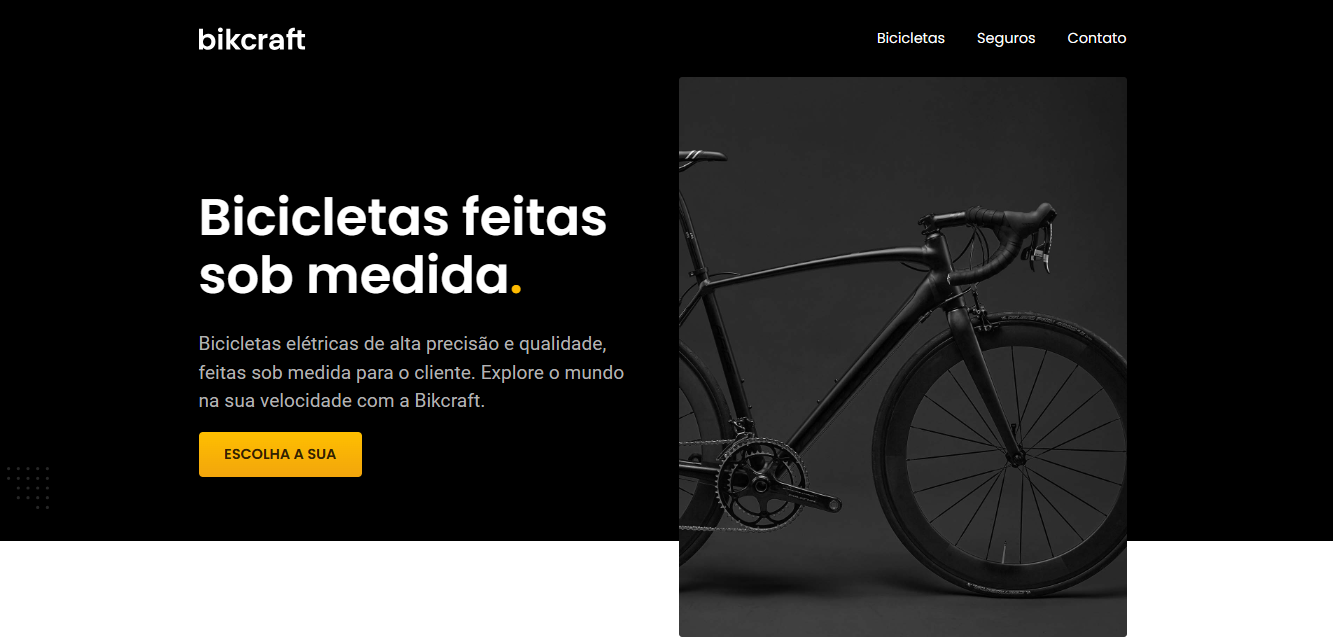 bikcraft
Bicicletas Seguros Contato
Bicicletas feitas
sob medida.
Bicicletas elétricas de alta precisão e qualidade,
feitas sob medida para o cliente. Explore o mundo
na sua velocidade com a Bikcraft.
ESCOLHA A SUA